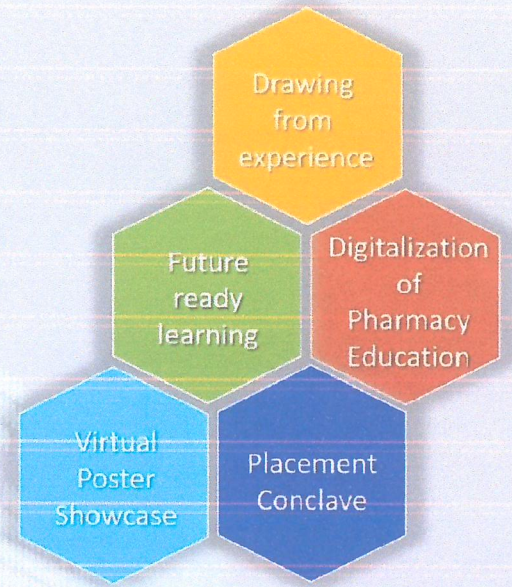 Drawing
from
experience
Future
ready
learning
Digitalization
of
Pharmacy
Education
Virtual
Poster
Showcase
Placement
Conclave